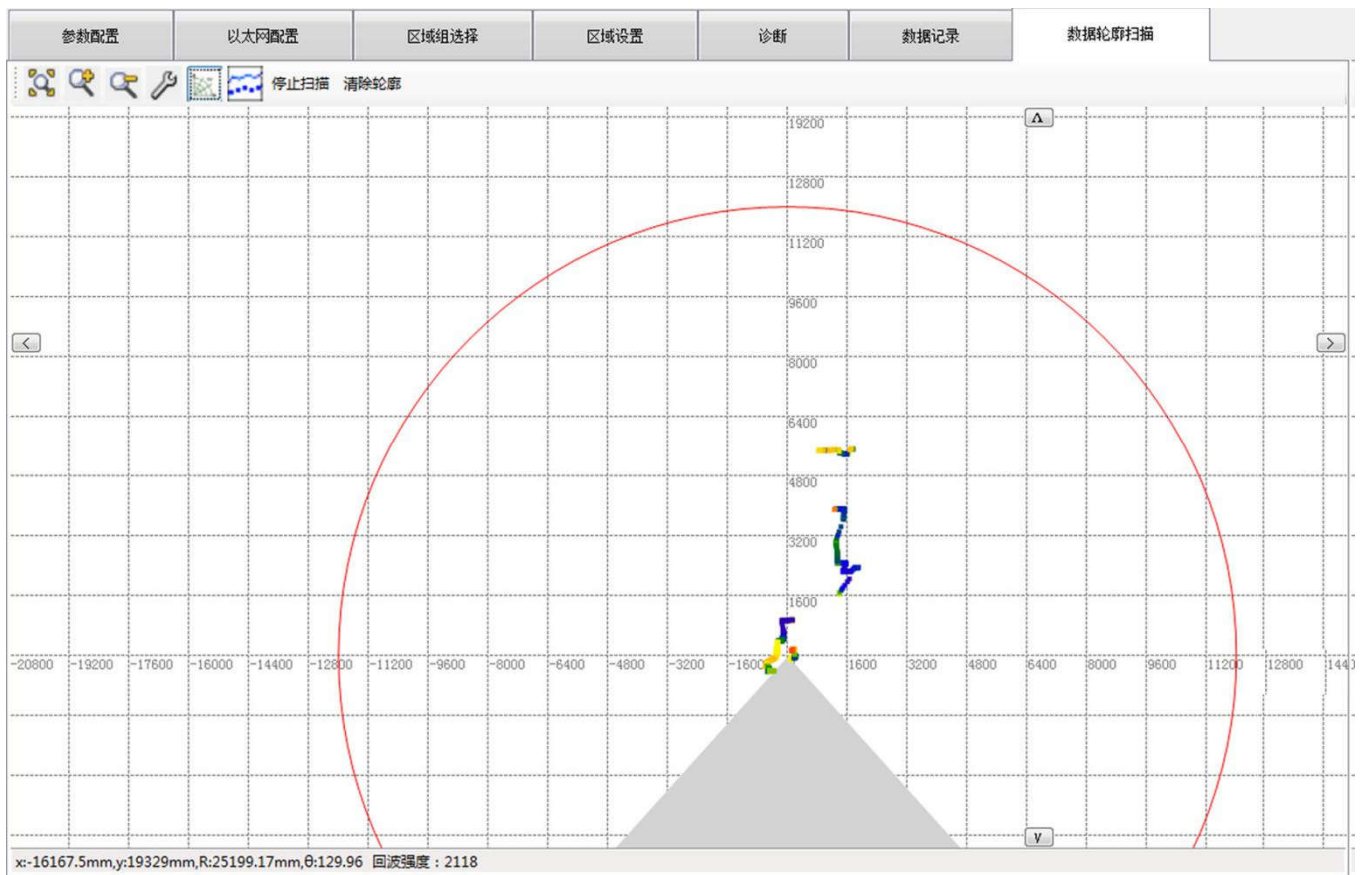 参数配置 以太网配置 区域组选择 区域设置 诊断 数据记录 数据轮廓扫描
停止扫描 清除轮廓
Λ
19200
12800
11200
9600
<
>
8000
6400
4800
3200
1600
-20800 -19200 -17600 -16000 -14400 -12800 -11200 -9600 -8000 -6400 -4800 -3200 -1600 1600 3200 4800 6400 8000 9600 11200 12800 144
V
x:-16167.5mm,y:19329mm,R:25199.17mm,θ:129.96 回波强度：2118